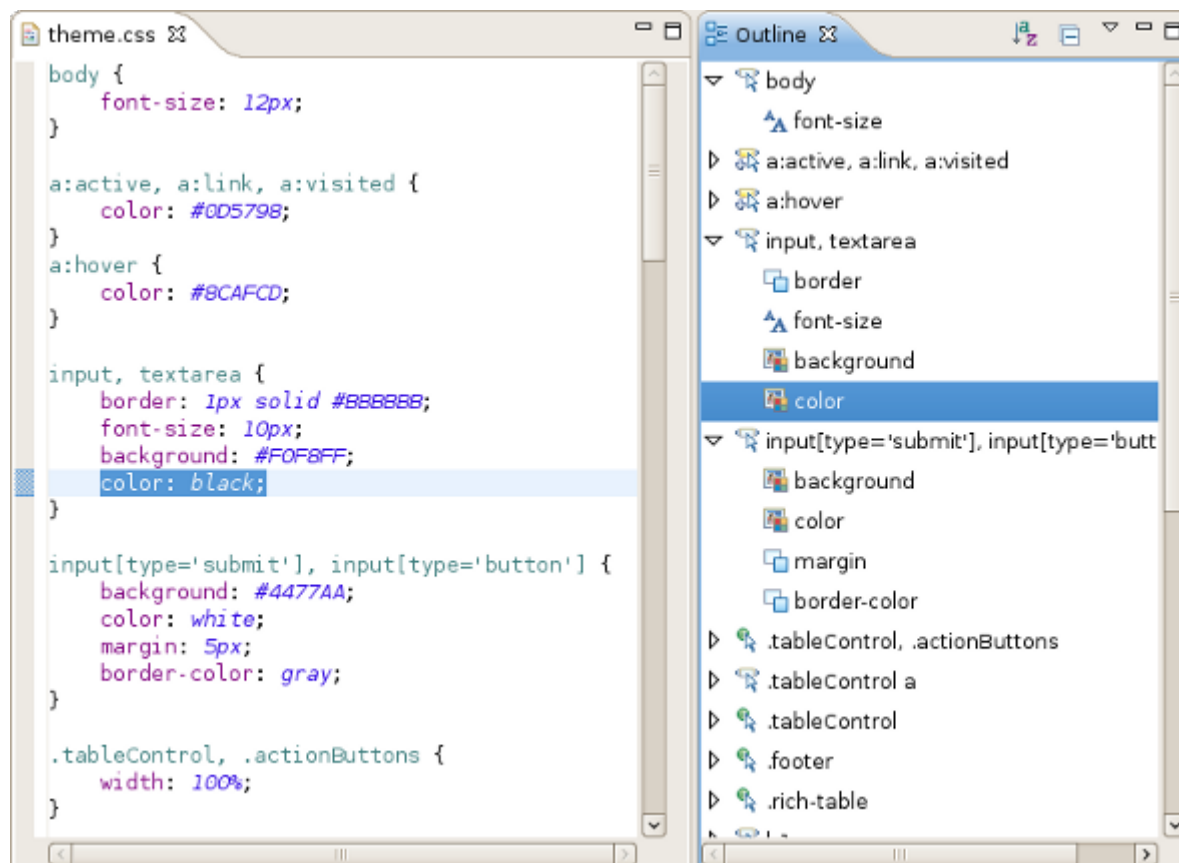 theme.css
body {
font-size: 12px;
}
a:active, a:link, a:visited {
color: #0D5798;
}
a:hover {
color: #8CAFCD;
}
input, textarea {
border: 1px solid #BBBBBB;
font-size: 10px;
background: #F0F8FF;
color: black;
}
input[type='submit'], input[type='button'] {
background: #4477AA;
color: white;
margin: 5px;
border-color: gray;
}
.tableControl, .actionButtons {
width: 100%;
}
Outline
body
font-size
a:active, a:link, a:visited
a:hover
input, textarea
border
font-size
background
color
input[type='submit'], input[type='butt
background
color
margin
border-color
.tableControl, .actionButtons
.tableControl a
.tableControl
.footer
.rich-table